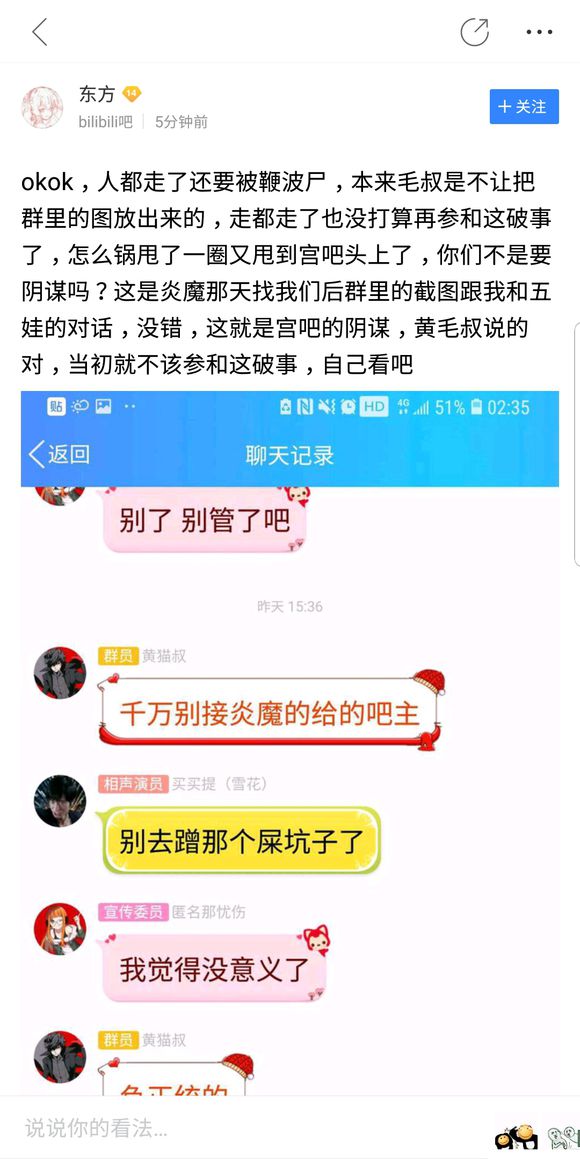 东方 14
+ 关注
bilibili吧 5分钟前
okok，人都走了还要被鞭波尸，本来毛叔是不让把
群里的图放出来的，走都走了也没打算再参和这破事
了，怎么锅甩了一圈又甩到宫吧头上了，你们不是要
阴谋吗？这是炎魔那天找我们后群里的截图跟我和五
娃的对话，没错，这就是宫吧的阴谋，黄毛叔说的
对，当初就不该参和这破事，自己看吧
贴 HD 4G 51% 02:35
返回 聊天记录
别了 别管了吧
昨天 15:36
群员 黄猫叔
千万别接炎魔的给的吧主
相声演员 买买提（雪花）
别去蹭那个屎坑子了
宣传委员 匿名那忧伤
我觉得没意义了
群员 黄猫叔
说说你的看法...